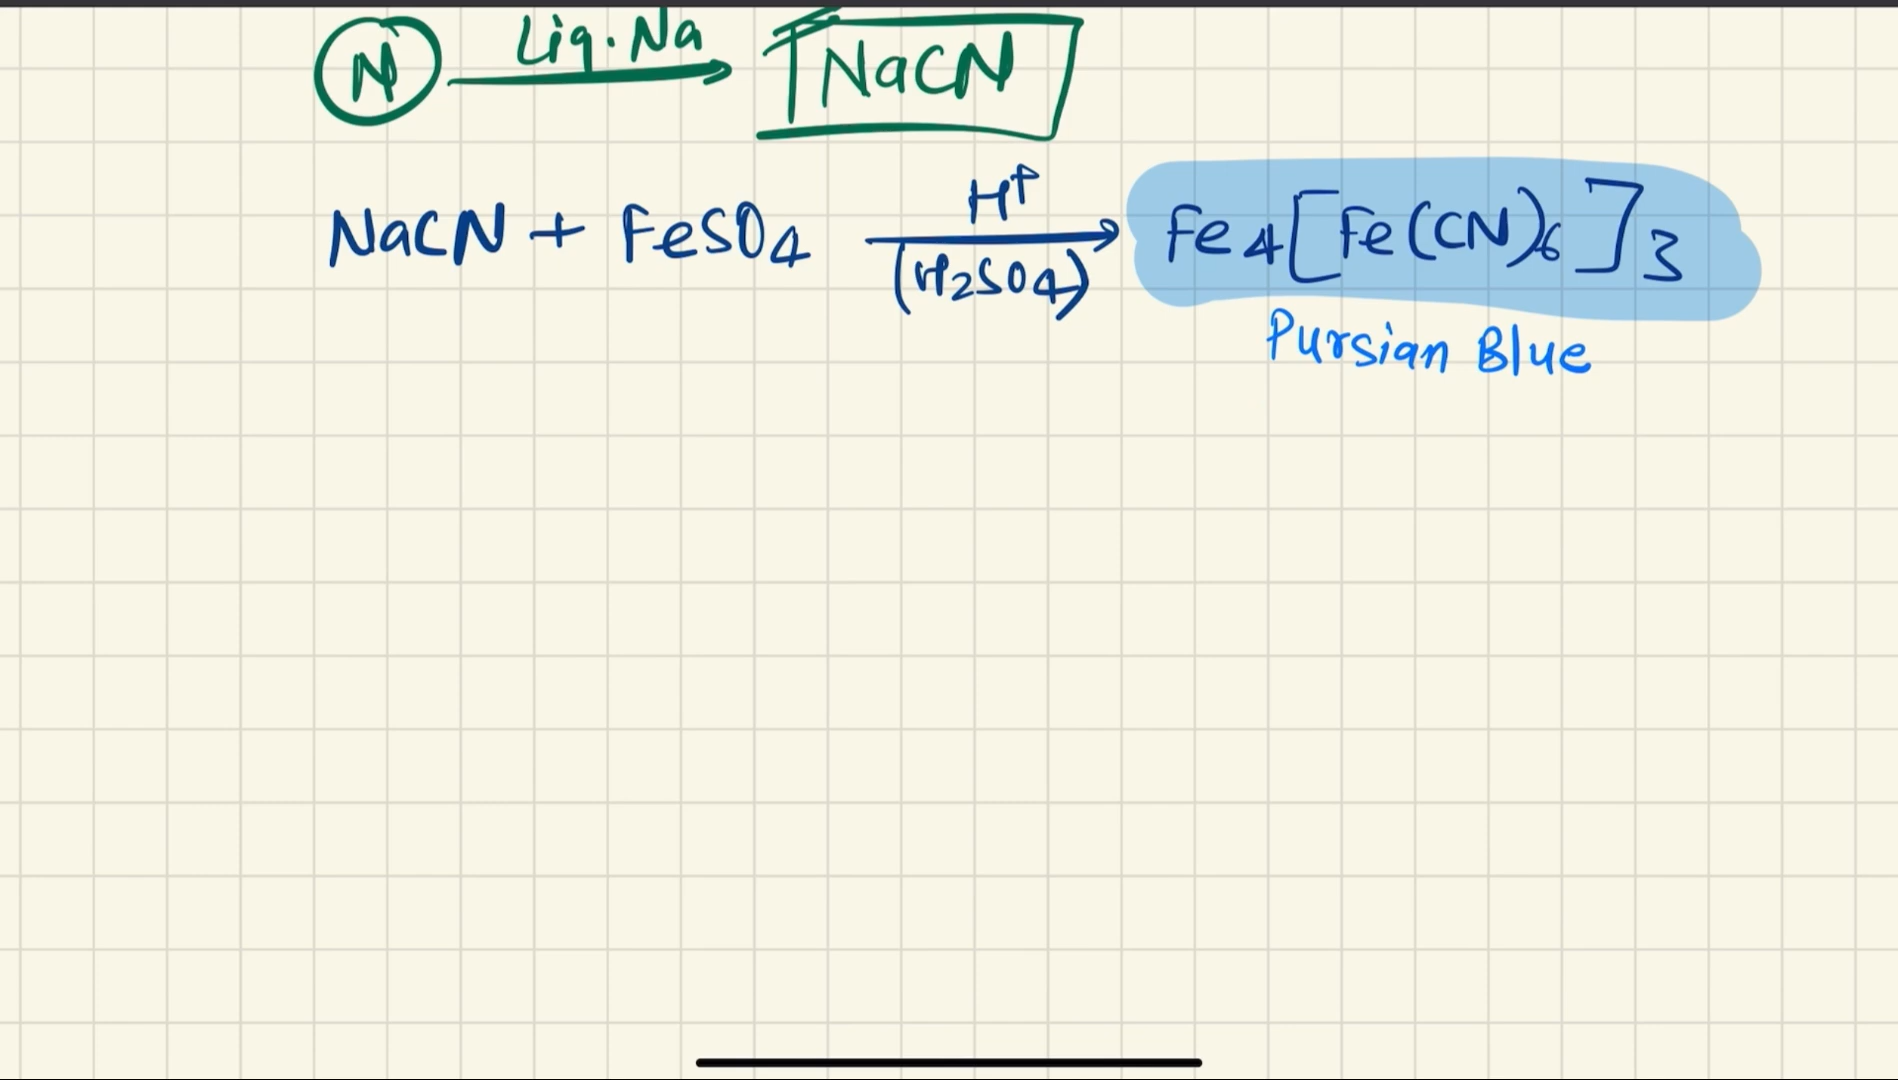 N Liq. Na NaCN
NaCN + FeSO4 H+ (H2SO4) Fe4[Fe(CN)6]3
Pursian Blue